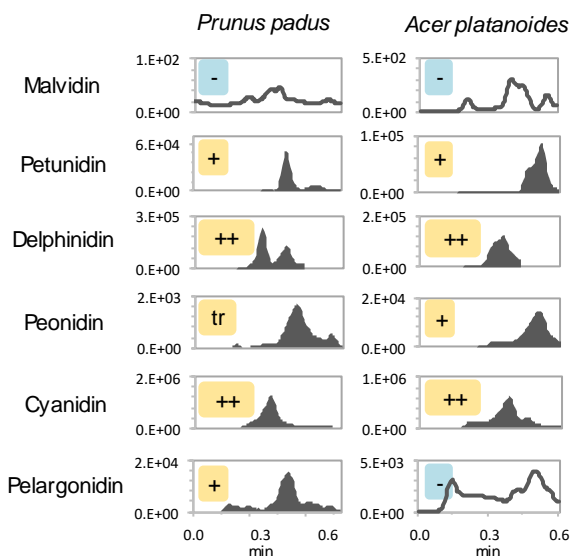 Prunus padus Acer platanoides
Malvidin 1.E+02 - 0.E+00 5.E+02 - 0.E+00
Petunidin 6.E+04 + 0.E+00 1.E+05 + 0.E+00
Delphinidin 3.E+05 ++ 0.E+00 2.E+05 ++ 0.E+00
Peonidin 2.E+03 tr 0.E+00 2.E+04 + 0.E+00
Cyanidin 2.E+06 ++ 0.E+00 1.E+06 ++ 0.E+00
Pelargonidin 2.E+04 + 0.E+00 5.E+03 - 0.E+00
0.0 0.3 0.6 0.0 0.3 0.6
min min